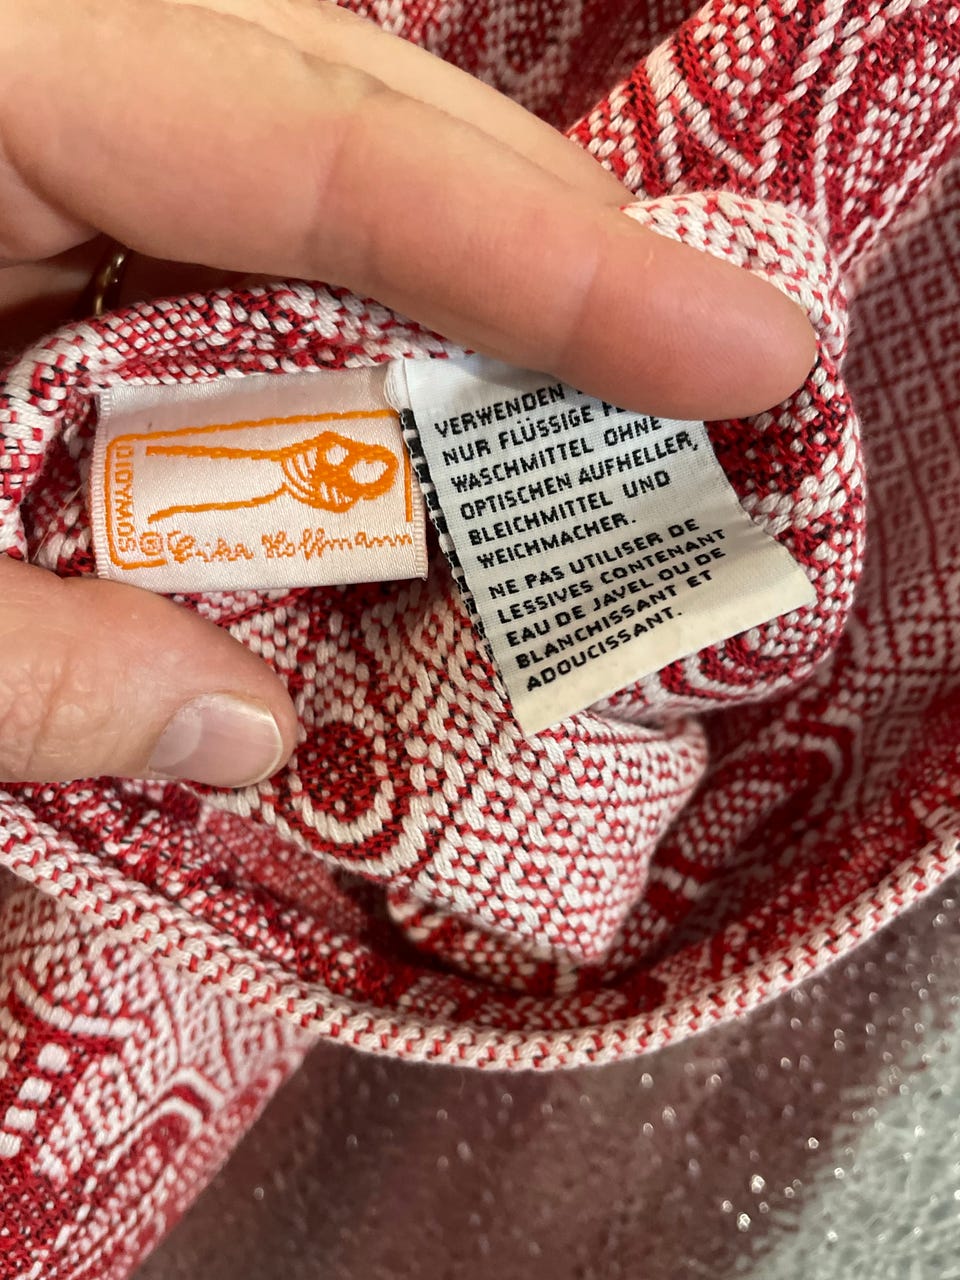 DIDYMOS
® Erika Hoffmann
VERWENDEN
NUR FLÜSSIGE
WASCHMITTEL OHNE
OPTISCHEN AUFHELLER,
BLEICHMITTEL UND
WEICHMACHER.
NE PAS UTILISER DE
LESSIVES CONTENANT
EAU DE JAVEL OU DE
BLANCHISSANT ET
ADOUCISSANT.